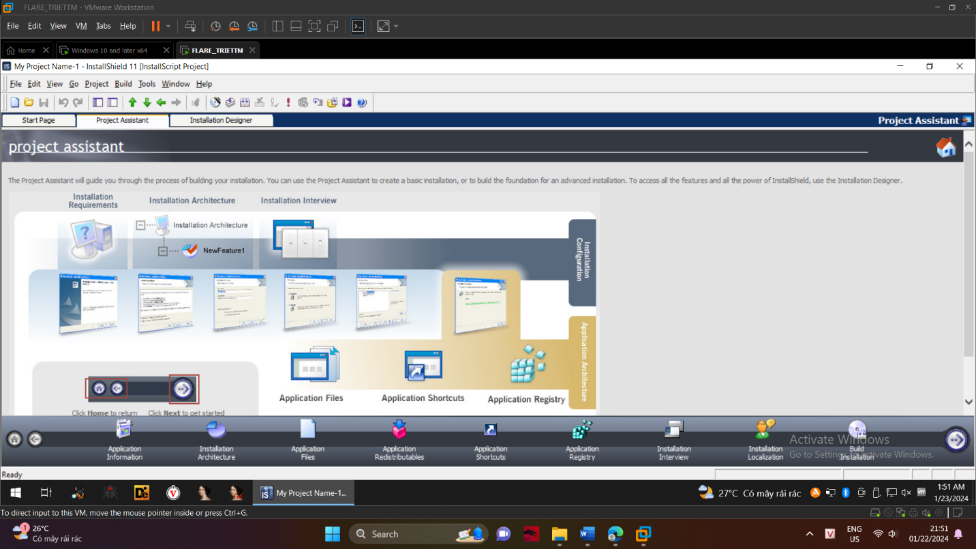 FLARE_TRIETTM - VMware Workstation
File Edit View VM Tabs Help
Home Windows 10 and later x64 FLARE_TRIETTM
My Project Name-1 - InstallShield 11 [InstallScript Project]
File Edit View Go Project Build Tools Window Help
Start Page Project Assistant Installation Designer Project Assistant
project assistant
The Project Assistant will guide you through the process of building your installation. You can use the Project Assistant to create a basic installation, or to build the foundation for an advanced installation. To access all the features and all the power of InstallShield, use the Installation Designer.
Installation Requirements
Installation Architecture
Installation Interview
Installation Architecture
NewFeature1
Installation Configuration
Application Architecture
Application Files
Application Shortcuts
Application Registry
Click Home to return
Click Next to get started
Application Information
Installation Architecture
Application Files
Application Redistributables
Application Shortcuts
Application Registry
Installation Interview
Installation Localization
Build Installation
Activate Windows
Go to Settings to activate Windows.
Ready
My Project Name-1...
27°C Có mây rải rác
1:51 AM
1/23/2024
To direct input to this VM, move the mouse pointer inside or press Ctrl+G.
1
26°C
Có mây rải rác
Search
V
ENG
US
21:51
01/22/2024